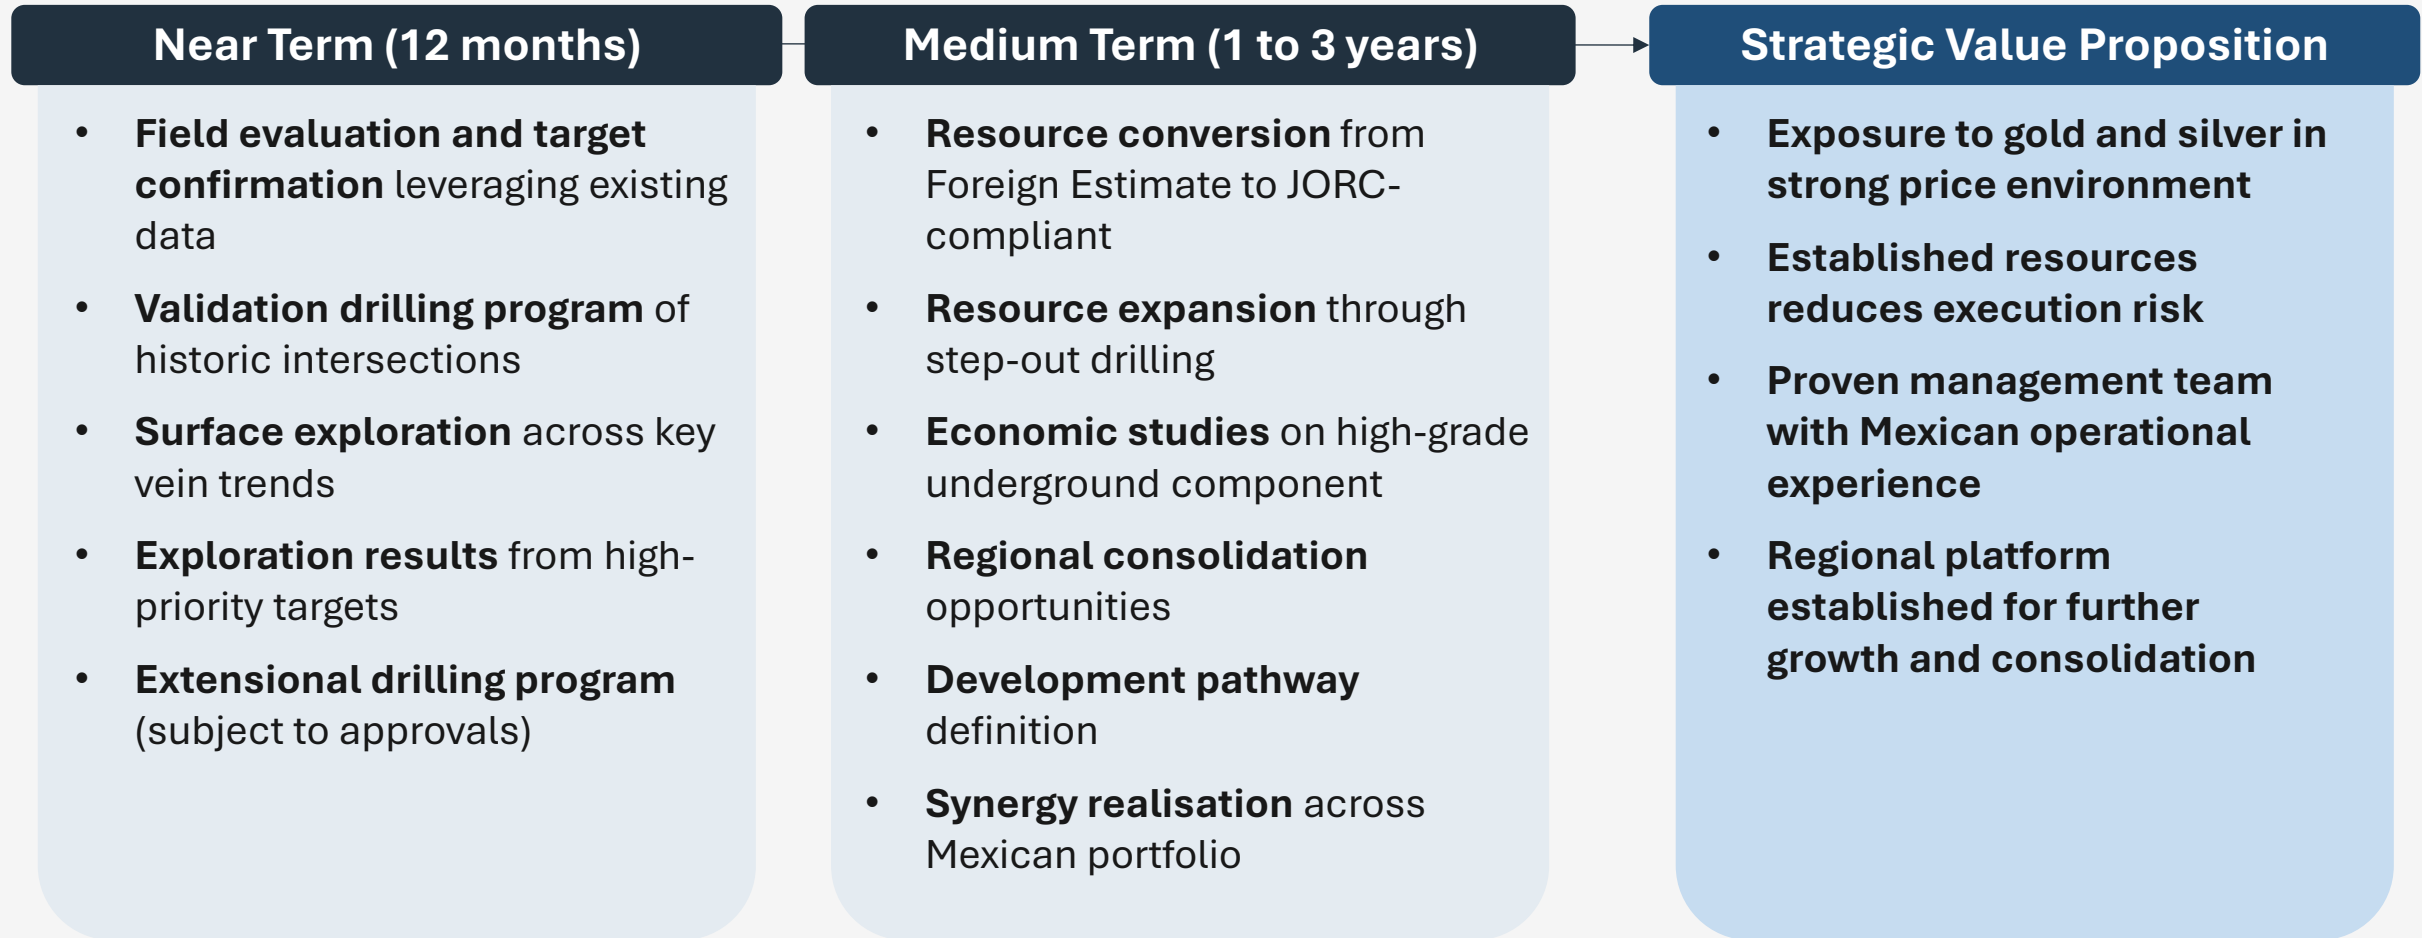 Near Term (12 months)
• Field evaluation and target
confirmation leveraging existing
data
• Validation drilling program of
historic intersections
• Surface exploration across key
vein trends
• Exploration results from high-
priority targets
• Extensional drilling program
(subject to approvals)
Medium Term (1 to 3 years)
• Resource conversion from
Foreign Estimate to JORC-
compliant
• Resource expansion through
step-out drilling
• Economic studies on high-grade
underground component
• Regional consolidation
opportunities
• Development pathway
definition
• Synergy realisation across
Mexican portfolio
Strategic Value Proposition
• Exposure to gold and silver in
strong price environment
• Established resources
reduces execution risk
• Proven management team
with Mexican operational
experience
• Regional platform
established for further
growth and consolidation